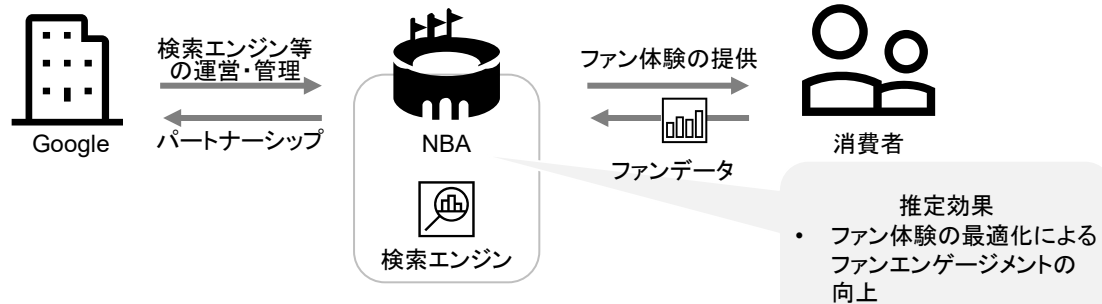 検索エンジン等
の運営・管理
パートナーシップ
Google
NBA
検索エンジン
ファン体験の提供
ファンデータ
消費者
推定効果
• ファン体験の最適化による
ファンエンゲージメントの
向上